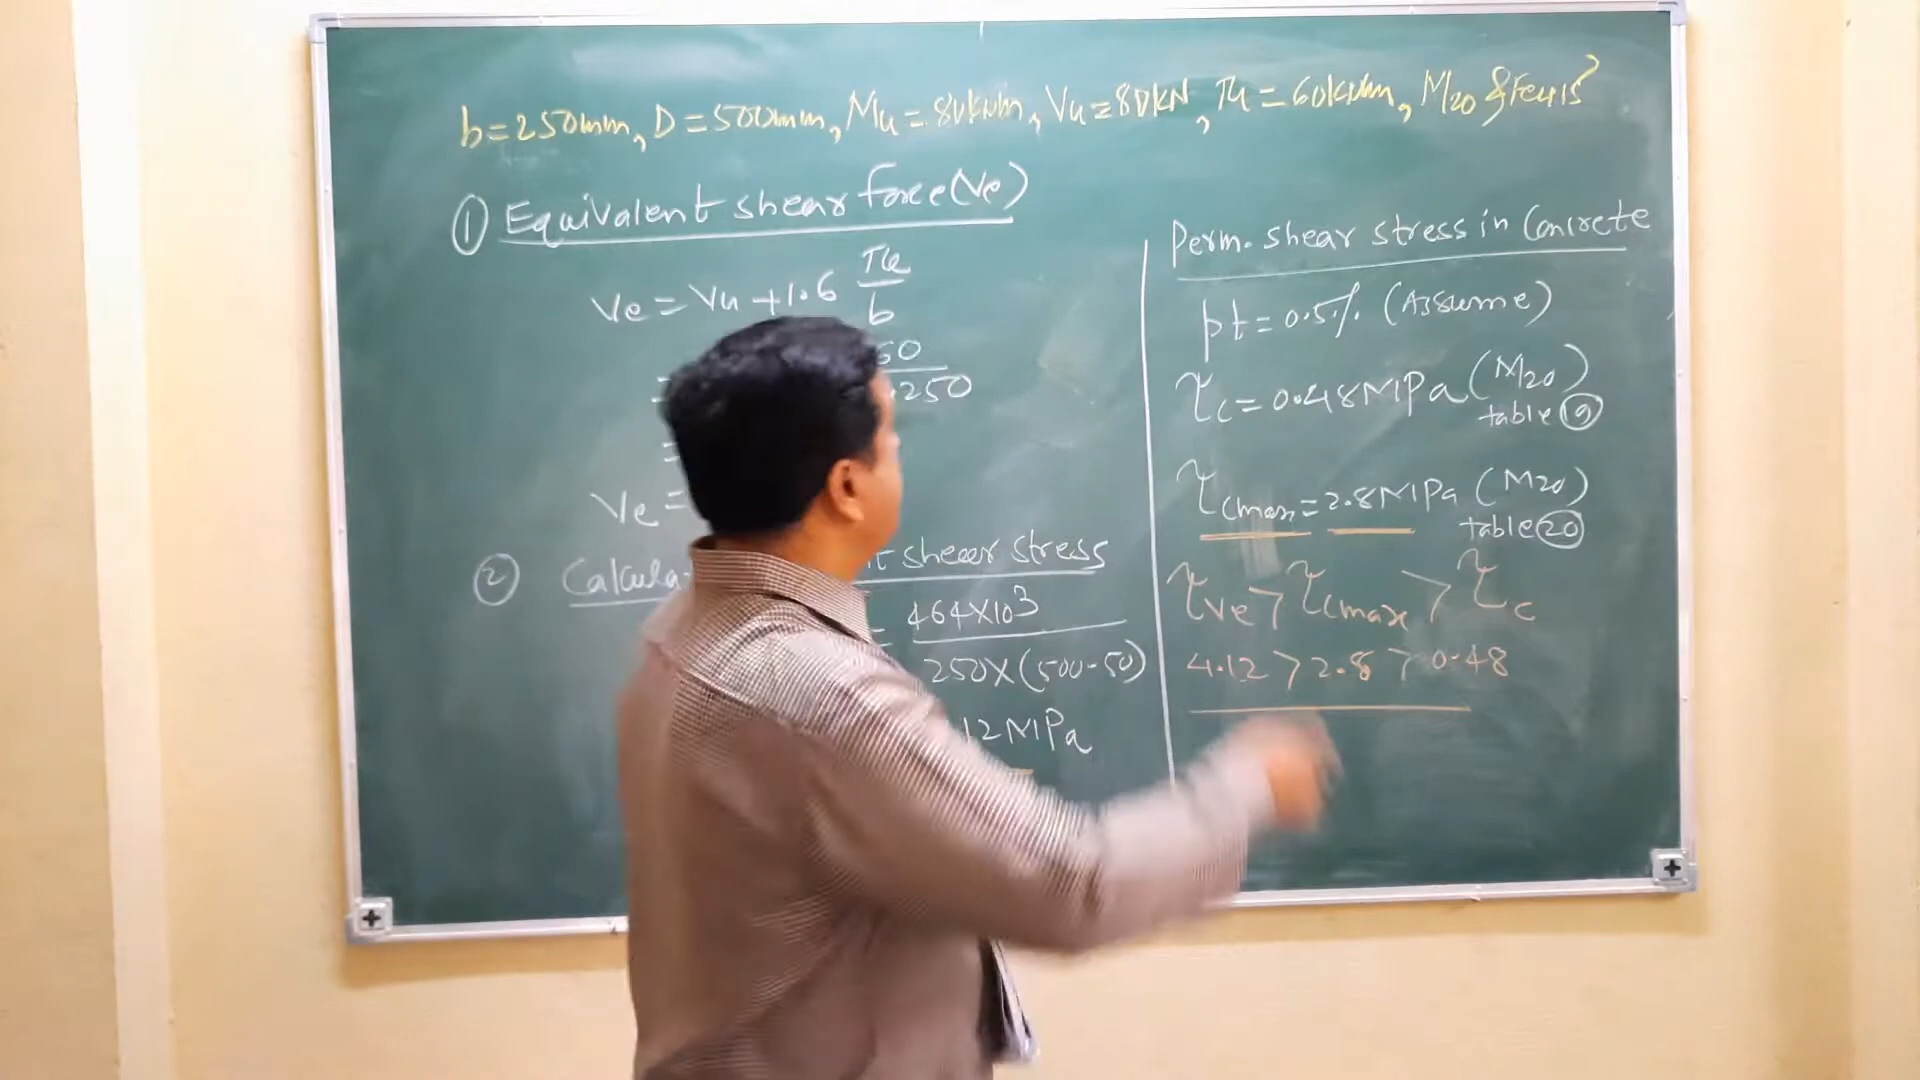 b=250mm, D=500mm, Mu=80kNm, Vu=80kN, Tu=60kNm, M20 & Fe415?
① Equivalent shear force (Ve)
Ve = Vu + 1.6 Tu/b
60
250
Ve =
② Calcula t shear stress
= 464x10³
250x(500-50)
12MPa
Perm. shear stress in Concrete
pt = 0.5% (Assume)
τc = 0.48MPa (M20)
table ⑲
τcmax = 2.8MPa (M20)
table ⑳
τve > τcmax > τc
4.12 > 2.8 > 0.48